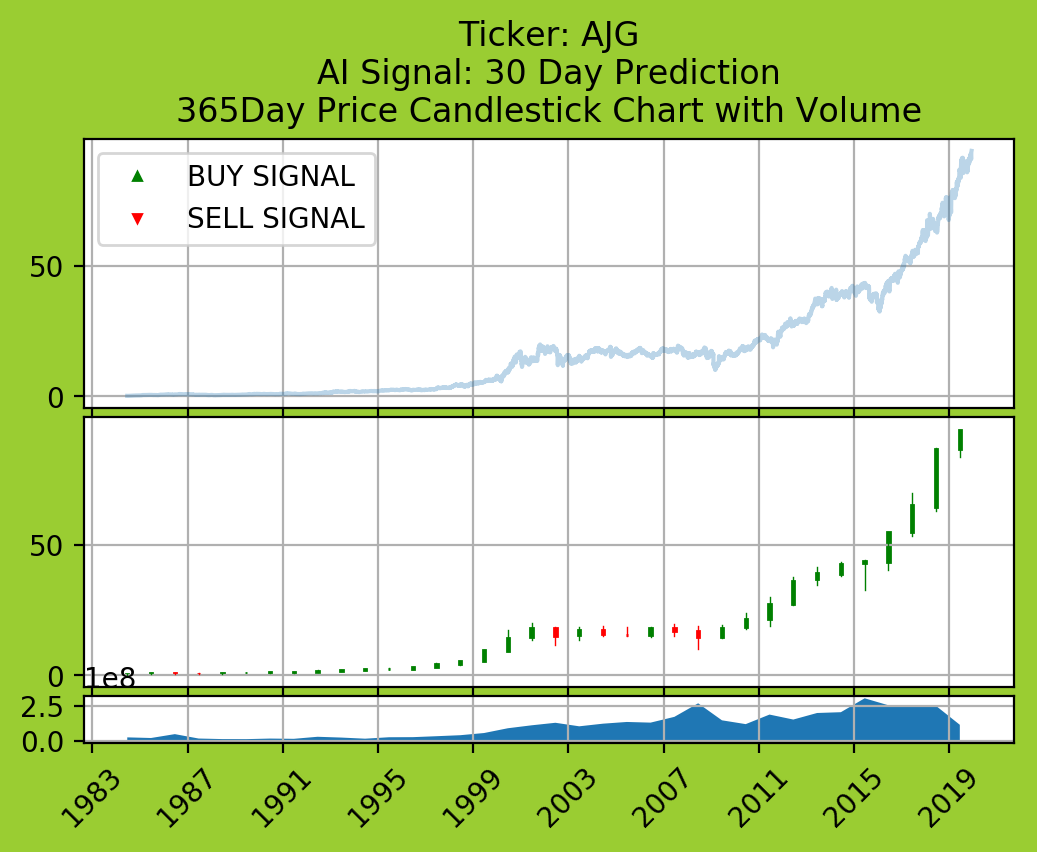 Ticker: AJG
AI Signal: 30 Day Prediction
365Day Price Candlestick Chart with Volume
BUY SIGNAL
SELL SIGNAL
50
0
50
0
1e8
2.5
0.0
1983
1987
1991
1995
1999
2003
2007
2011
2015
2019